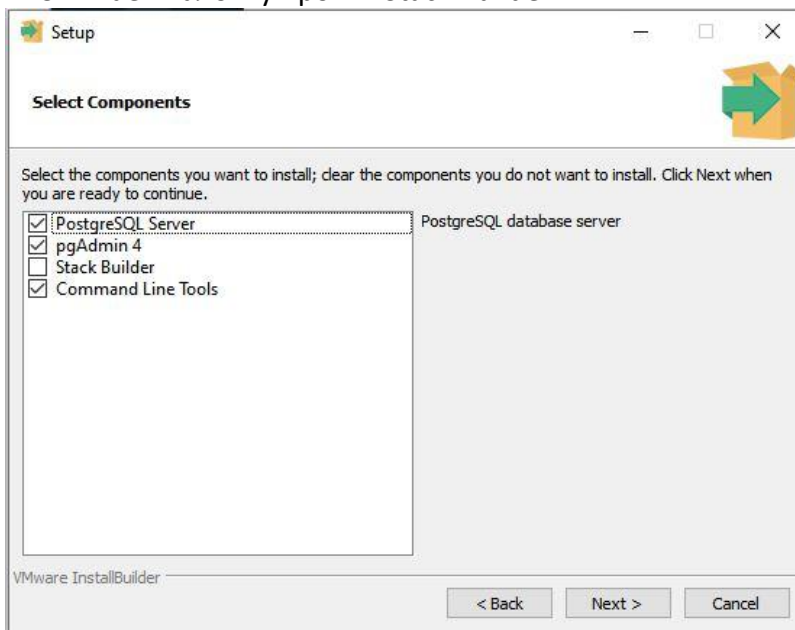 Setup
Select Components
Select the components you want to install; clear the components you do not want to install. Click Next when
you are ready to continue.
PostgreSQL Server
PostgreSQL database server
pgAdmin 4
Stack Builder
Command Line Tools
VMware InstallBuilder
< Back
Next >
Cancel